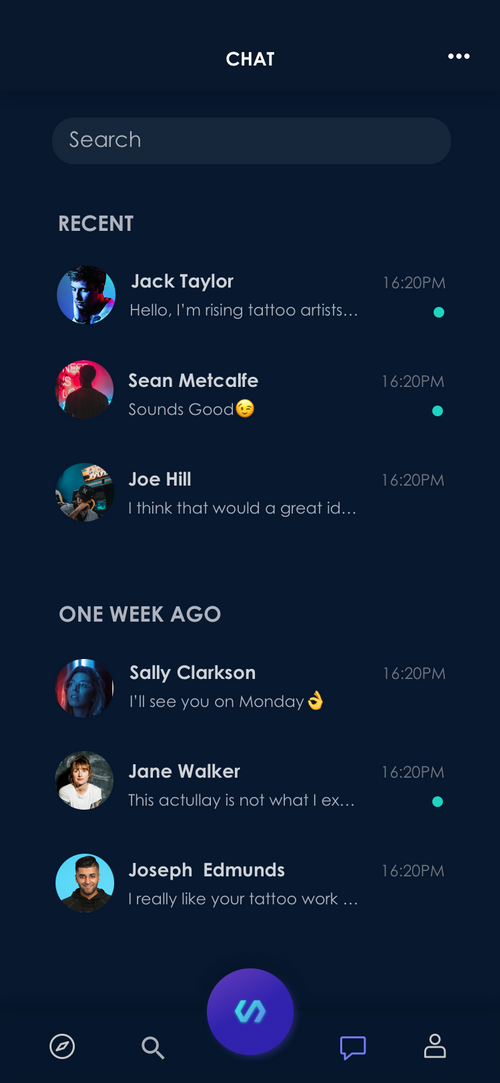 CHAT
Search
RECENT
Jack Taylor
16:20PM
Hello, I'm rising tattoo artists...
Sean Metcalfe
16:20PM
Sounds Good😉
Joe Hill
16:20PM
I think that would a great id...
ONE WEEK AGO
Sally Clarkson
16:20PM
I'll see you on Monday👌
Jane Walker
16:20PM
This actullay is not what I ex...
Joseph  Edmunds
16:20PM
I really like your tattoo work ...